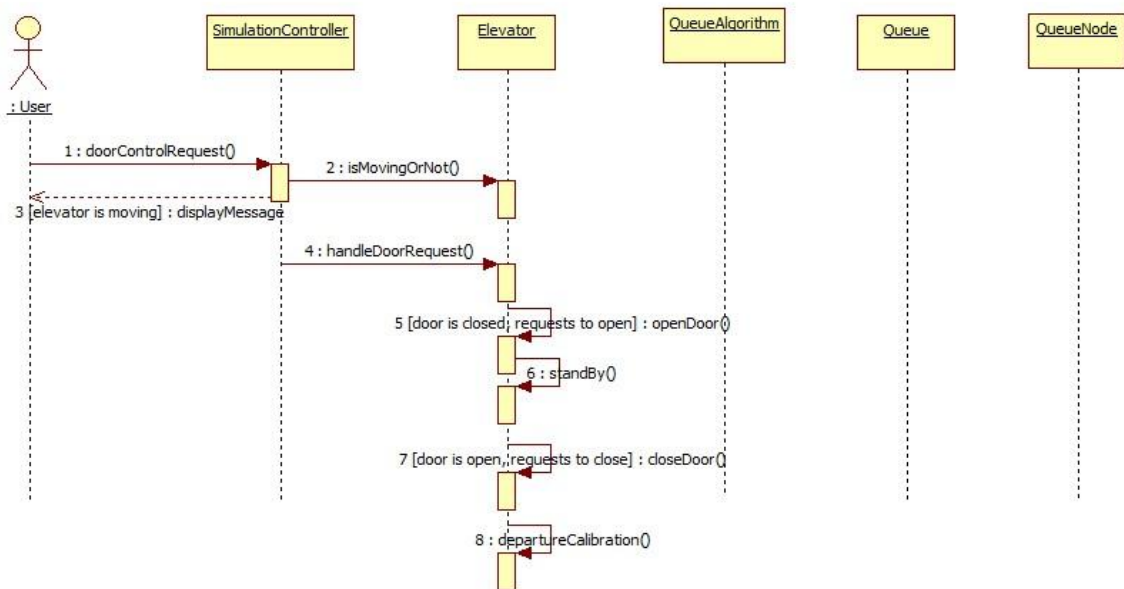 SimulationController
Elevator
QueueAlgorithm
Queue
QueueNode
: User
1 : doorControlRequest()
2 : isMovingOrNot()
3 [elevator is moving] : displayMessage
4 : handleDoorRequest()
5 [door is closed, requests to open] : openDoor()
6 : standBy()
7 [door is open, requests to close] : closeDoor()
8 : departureCalibration()